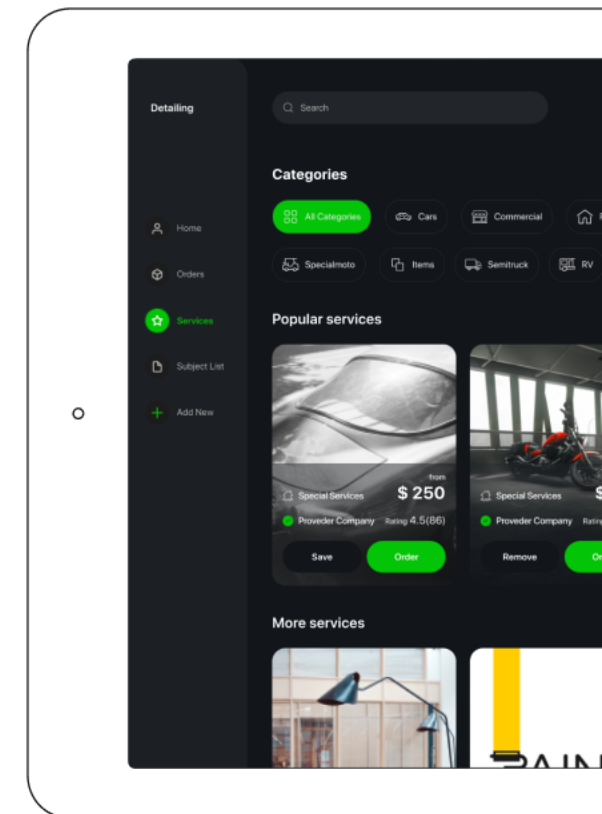 Detailing
Search
Categories
All Categories
Cars
Commercial
Specialmoto
Items
Semitruck
RV
Home
Orders
Services
Subject List
Add New
Popular services
from
Special Services $ 250
Proveder Company Rating 4.5(86)
Save Order
Special Services $
Proveder Company Rating
Remove
More services